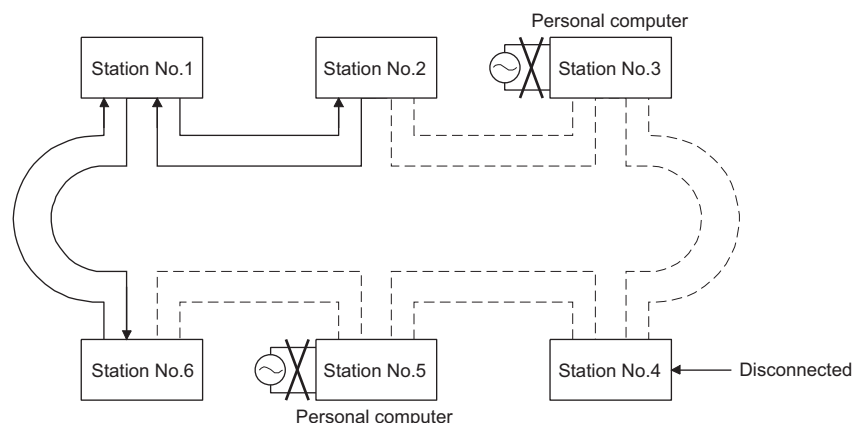 Personal computer
Station No.1
Station No.2
Station No.3
Station No.6
Station No.5
Station No.4
Disconnected
Personal computer